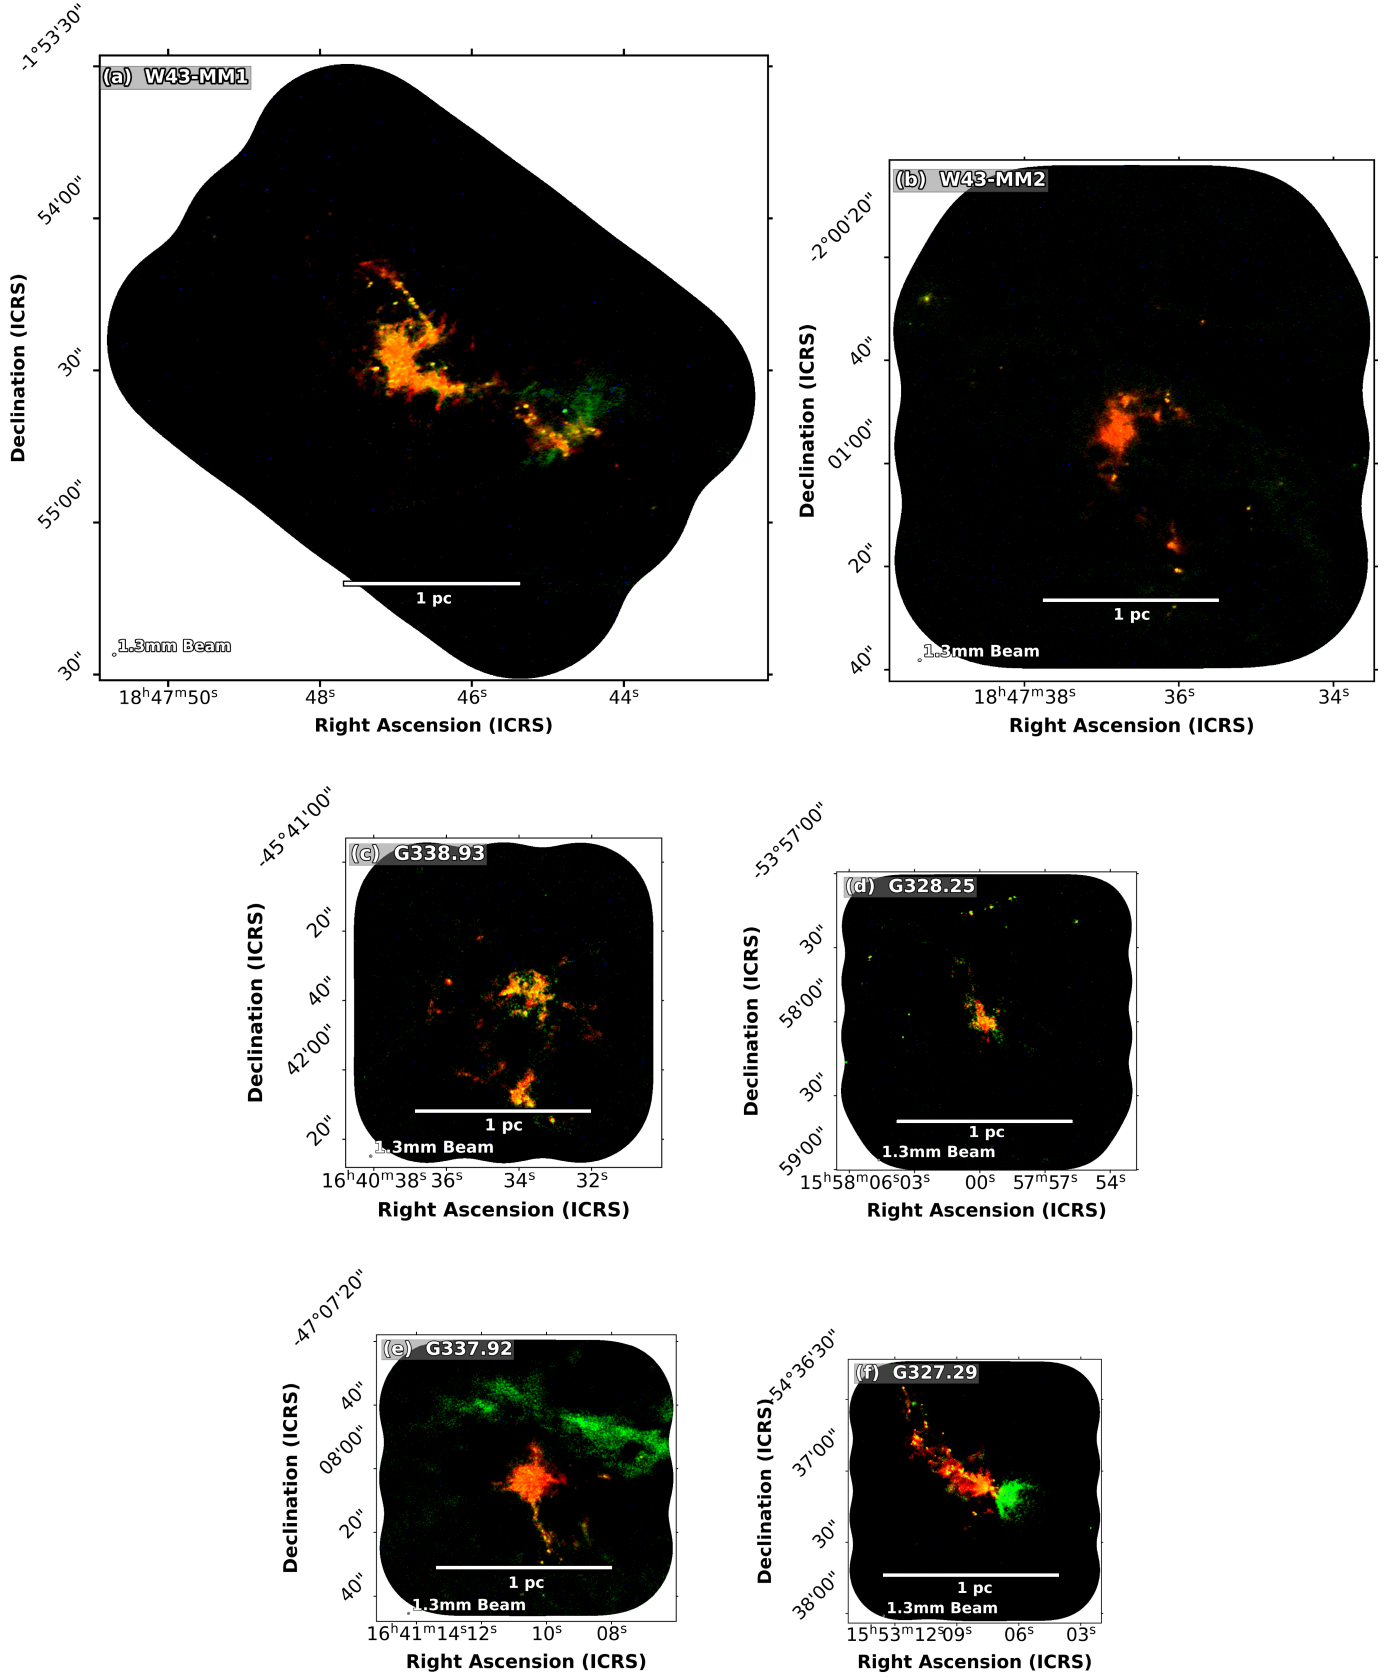 (a) W43-MM1
-1°53'30"
54'00"
30"
55'00"
30"
Declination (ICRS)
1 pc
1.3mm Beam
18ʰ47ᵐ50ˢ 48ˢ 46ˢ 44ˢ
Right Ascension (ICRS)
(b) W43-MM2
-2°00'20"
40"
01'00"
20"
40"
Declination (ICRS)
1 pc
1.3mm Beam
18ʰ47ᵐ38ˢ 36ˢ 34ˢ
Right Ascension (ICRS)
(c) G338.93
-45°41'00"
20"
40"
42'00"
20"
Declination (ICRS)
1 pc
1.3mm Beam
16ʰ40ᵐ38ˢ 36ˢ 34ˢ 32ˢ
Right Ascension (ICRS)
(d) G328.25
-53°57'00"
30"
58'00"
30"
59'00"
Declination (ICRS)
1 pc
1.3mm Beam
15ʰ58ᵐ06ˢ 03ˢ 00ˢ 57ᵐ57ˢ 54ˢ
Right Ascension (ICRS)
(e) G337.92
-47°07'20"
40"
08'00"
20"
40"
Declination (ICRS)
1 pc
1.3mm Beam
16ʰ41ᵐ14ˢ 12ˢ 10ˢ 08ˢ
Right Ascension (ICRS)
(f) G327.29
-54°36'30"
37'00"
30"
38'00"
Declination (ICRS)
1 pc
1.3mm Beam
15ʰ53ᵐ12ˢ 09ˢ 06ˢ 03ˢ
Right Ascension (ICRS)